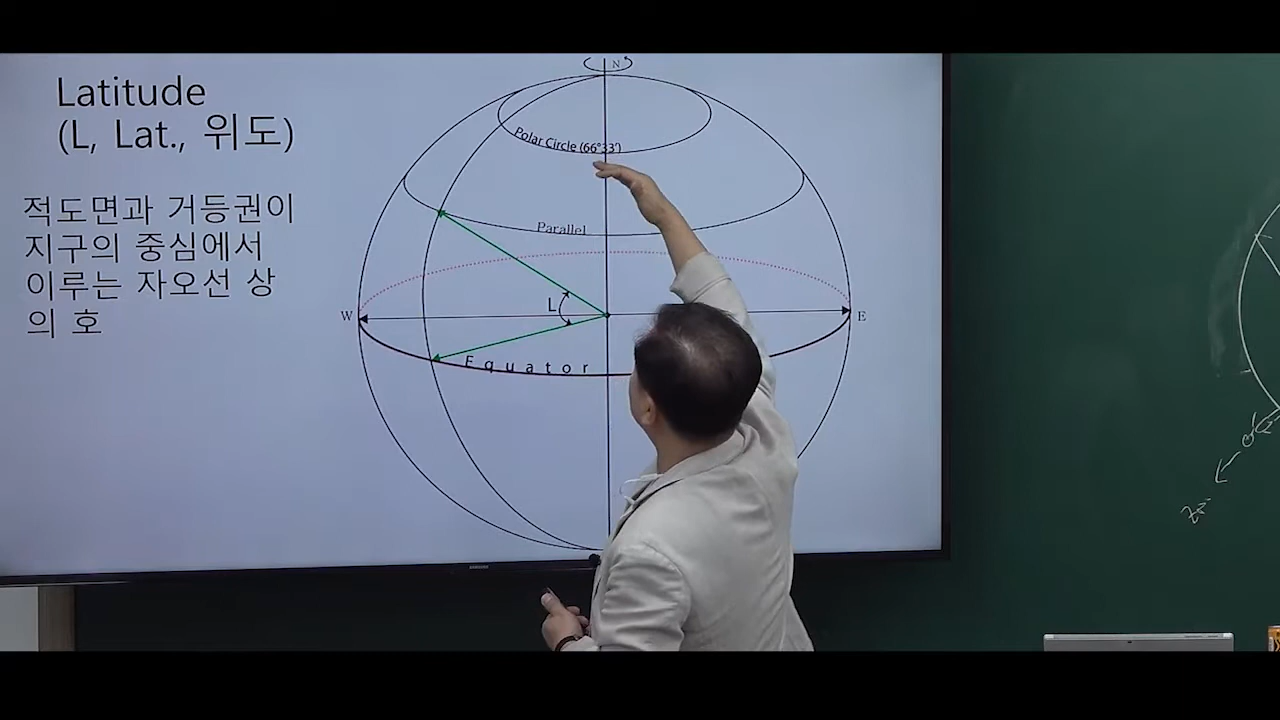 Latitude
(L, Lat., 위도)
적도면과 거등권이
지구의 중심에서
이루는 자오선 상
의 호
N
Polar Circle (66°33')
Parallel
L
W
E
Equator
SAMSUNG